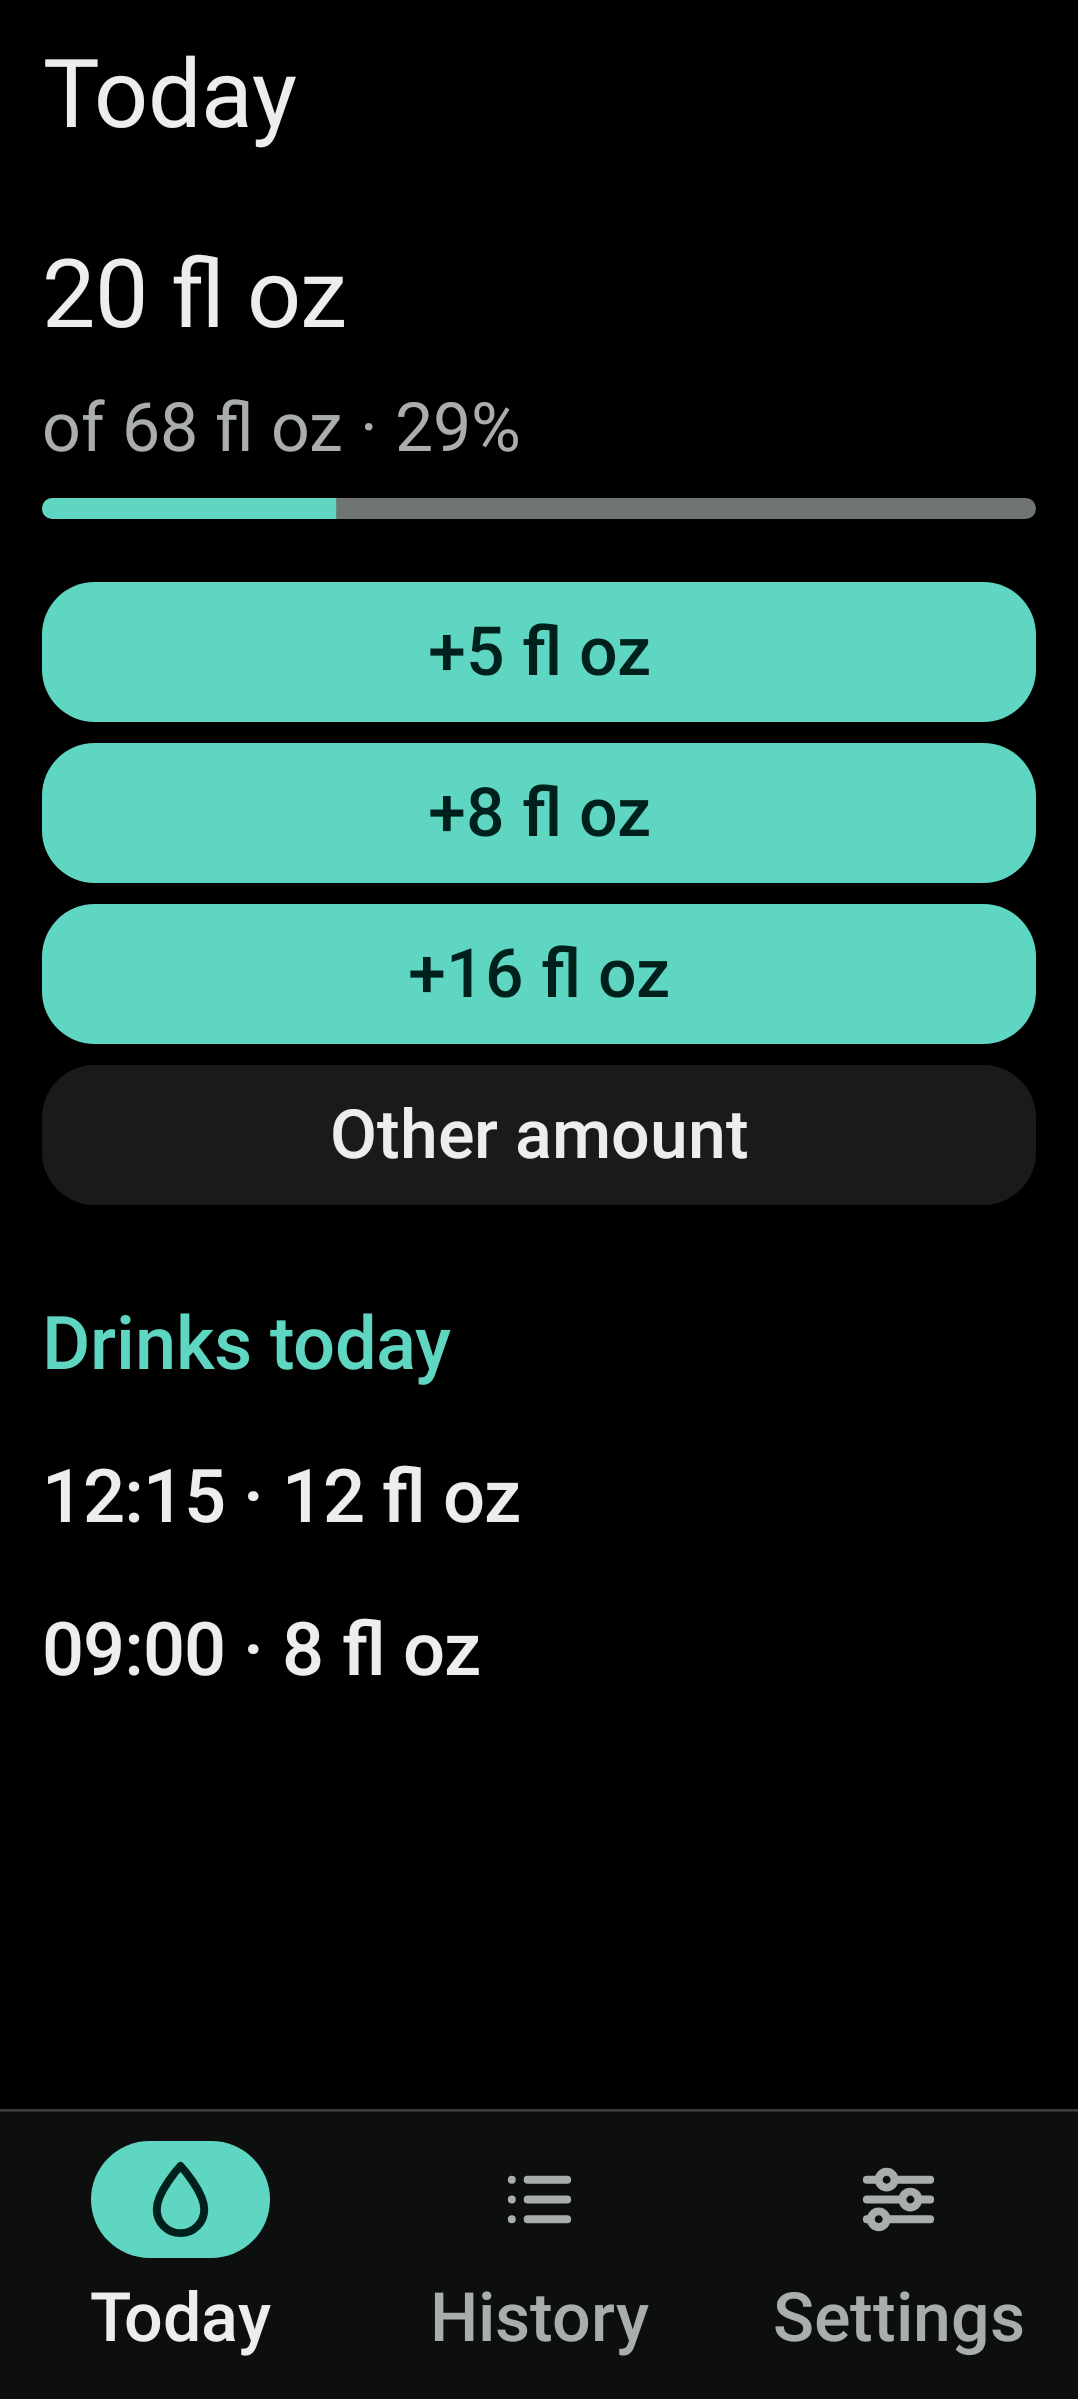 Today
20 fl oz
of 68 fl oz · 29%
+5 fl oz
+8 fl oz
+16 fl oz
Other amount
Drinks today
12:15 · 12 fl oz
09:00 · 8 fl oz
Today
History
Settings